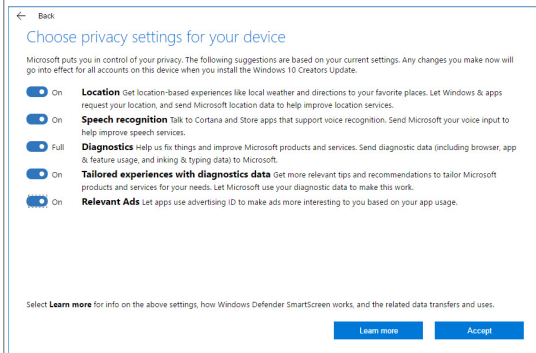 Back
Choose privacy settings for your device
Microsoft puts you in control of your privacy. The following suggestions are based on your current settings. Any changes you make now will
go into effect for all accounts on this device when you install the Windows 10 Creators Update.
On Location Get location-based experiences like local weather and directions to your favorite places. Let Windows & apps
request your location, and send Microsoft location data to help improve location services.
On Speech recognition Talk to Cortana and Store apps that support voice recognition. Send Microsoft your voice input to
help improve speech services.
Full Diagnostics Help us fix things and improve Microsoft products and services. Send diagnostic data (including browser, app
& feature usage, and inking & typing data) to Microsoft.
On Tailored experiences with diagnostics data Get more relevant tips and recommendations to tailor Microsoft
products and services for your needs. Let Microsoft use your diagnostic data to make this work.
On Relevant Ads Let apps use advertising ID to make ads more interesting to you based on your app usage.
Select Learn more for info on the above settings, how Windows Defender SmartScreen works, and the related data transfers and uses.
Learn more Accept